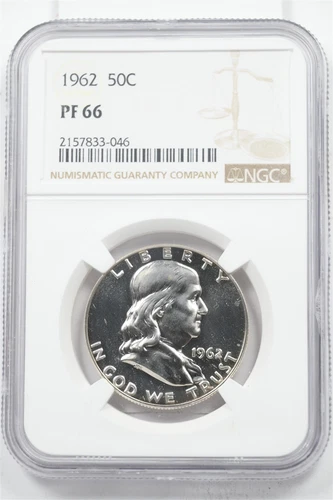 1962 50C
PF 66
2157833-046
NUMISMATIC GUARANTY COMPANY
NGC®
LIBERTY
1962
IN GOD WE TRUST